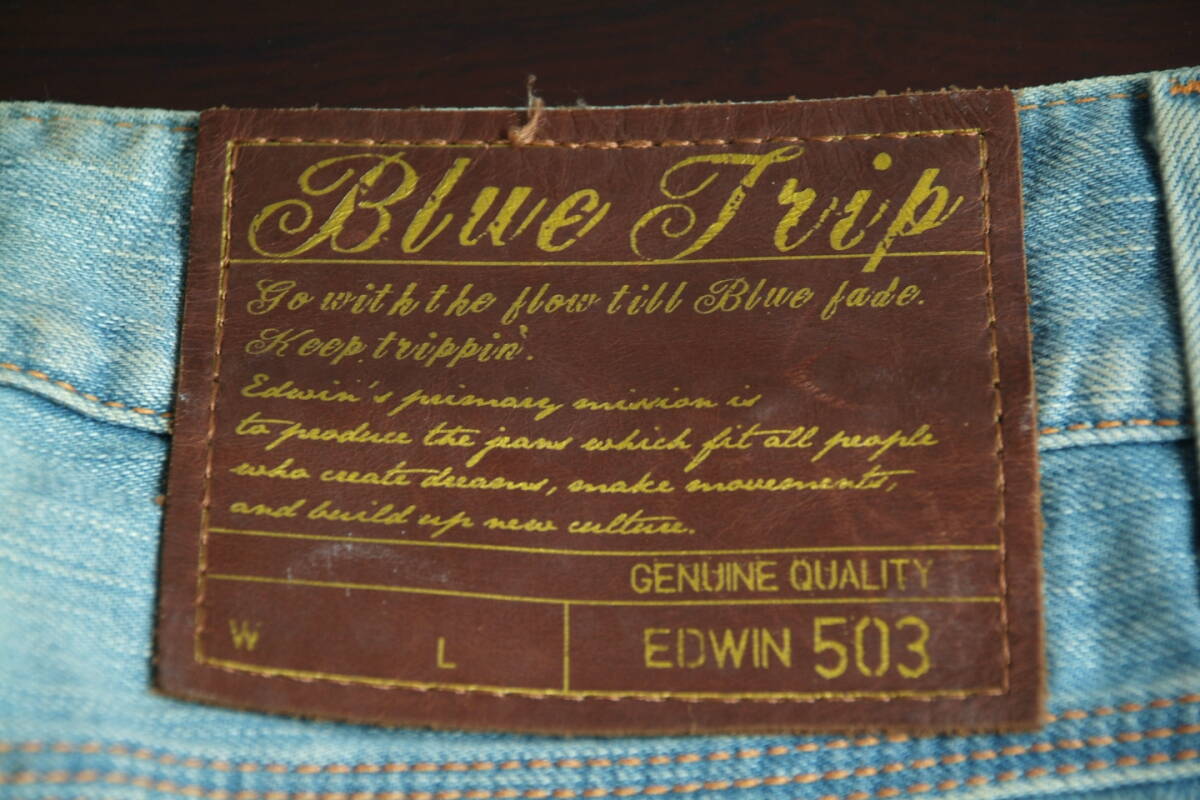 Blue Trip
Go with the flow till Blue fade.
Keep trippin'.
Edwin's primary mission is
to produce the jeans which fit all people
who create dreams, make movements,
and build up new culture.
GENUINE QUALITY
W L EDWIN 503